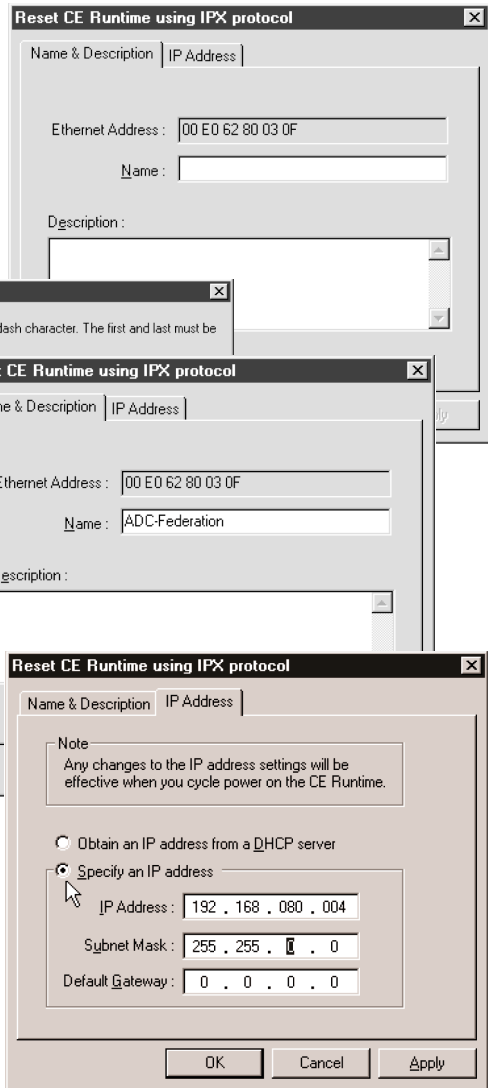 Reset CE Runtime using IPX protocol
Name & Description IP Address
Ethernet Address : 00 E0 62 80 03 0F
Name :
Description :
dash character. The first and last must be
CE Runtime using IPX protocol
& Description IP Address
Ethernet Address : 00 E0 62 80 03 0F
Name : ADC-Federation
escription :
Reset CE Runtime using IPX protocol
Name & Description IP Address
Note
Any changes to the IP address settings will be
effective when you cycle power on the CE Runtime.
Obtain an IP address from a DHCP server
Specify an IP address
IP Address : 192 . 168 . 080 . 004
Subnet Mask : 255 . 255 . 0 . 0
Default Gateway : 0 . 0 . 0 . 0
OK Cancel Apply